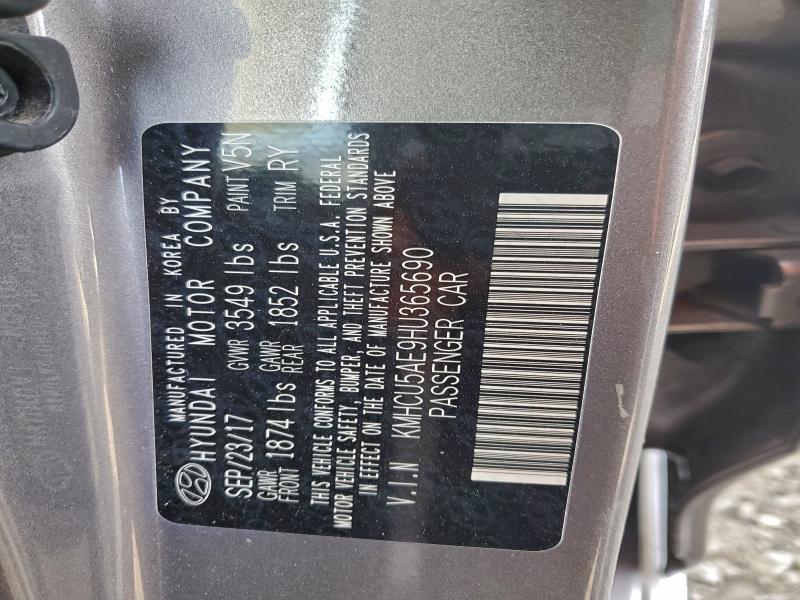 MANUFACTURED IN KOREA BY
HYUNDAI MOTOR COMPANY
SEP/23/17 GVWR 3549 lbs PAINT V5N
GAWR FRONT 1874 lbs GAWR REAR 1852 lbs TRIM RY
THIS VEHICLE CONFORMS TO ALL APPLICABLE U.S.A. FEDERAL
MOTOR VEHICLE SAFETY, BUMPER, AND THEFT PREVENTION STANDARDS
IN EFFECT ON THE DATE OF MANUFACTURE SHOWN ABOVE
V.I.N KMHCU5AE9HU365690
PASSENGER CAR